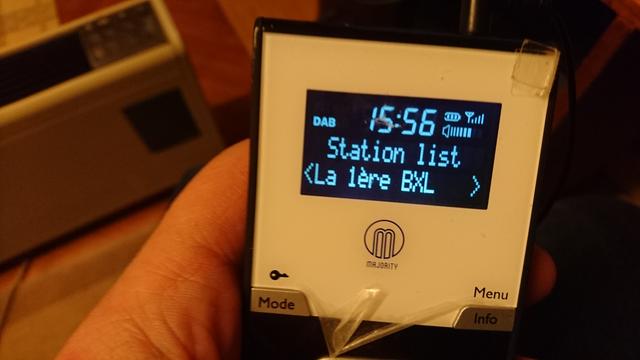 DAB 15:56
Station list
<La 1ère BXL >
MAJORITY
Menu
Mode
Info